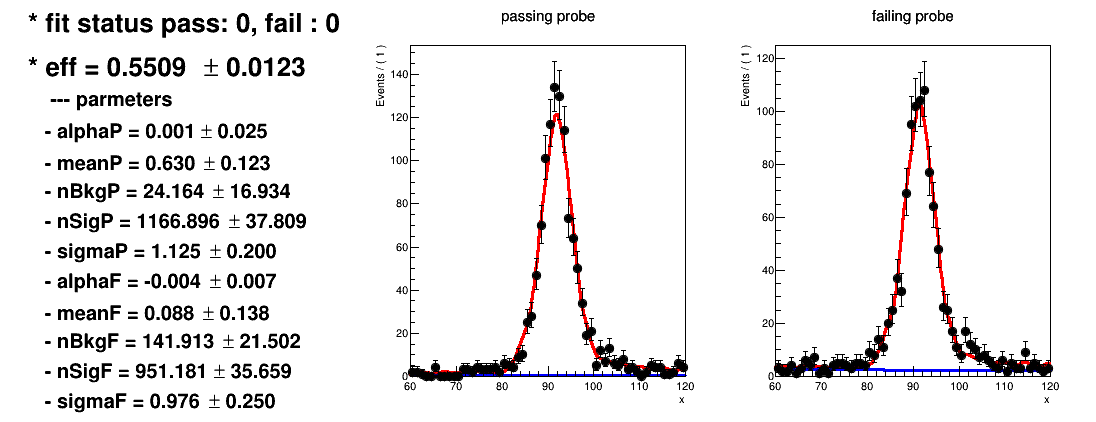 * fit status pass: 0, fail : 0
* eff = 0.5509 ± 0.0123
--- parmeters
- alphaP = 0.001 ± 0.025
- meanP = 0.630 ± 0.123
- nBkgP = 24.164 ± 16.934
- nSigP = 1166.896 ± 37.809
- sigmaP = 1.125 ± 0.200
- alphaF = -0.004 ± 0.007
- meanF = 0.088 ± 0.138
- nBkgF = 141.913 ± 21.502
- nSigF = 951.181 ± 35.659
- sigmaF = 0.976 ± 0.250
passing probe
Events / ( 1 )
140
120
100
80
60
40
20
0
60 70 80 90 100 110 120
x
failing probe
Events / ( 1 )
120
100
80
60
40
20
0
60 70 80 90 100 110 120
x